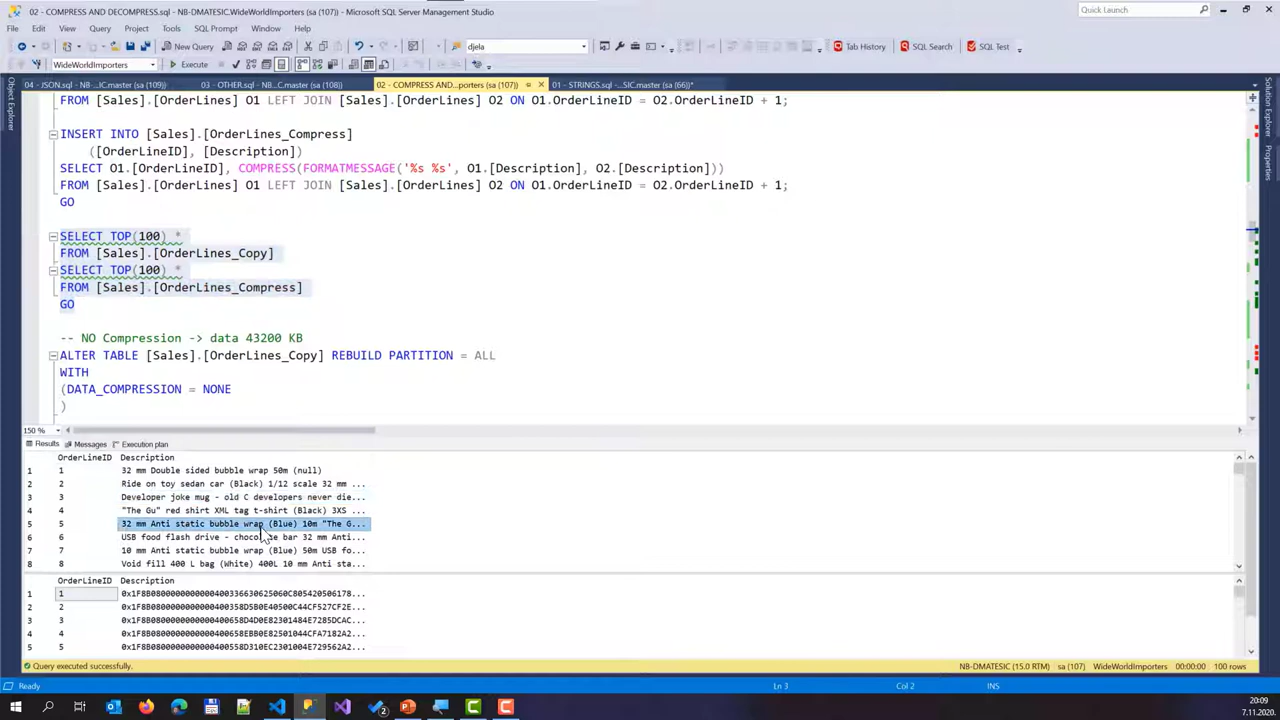 02 - COMPRESS AND DECOMPRESS.sql - NB-DMATESIC.WideWorldImporters (sa (107)) - Microsoft SQL Server Management Studio
Quick Launch
File Edit View Query Project Tools SQL Prompt Window Help
New Query
djela
Tab History
SQL Search
SQL Test
WideWorldImporters
Execute
04 - JSON.sql - NB-...IC.master (sa (109))
03 - OTHER.sql - NB...C.master (sa (108))
02 - COMPRESS AND...porters (sa (107))
01 - STRINGS.sql -...SIC.master (sa (66))*
Object Explorer
Solution Explorer
Properties
FROM [Sales].[OrderLines] O1 LEFT JOIN [Sales].[OrderLines] O2 ON O1.OrderLineID = O2.OrderLineID + 1;
INSERT INTO [Sales].[OrderLines_Compress]
([OrderLineID], [Description])
SELECT O1.[OrderLineID], COMPRESS(FORMATMESSAGE('%s %s', O1.[Description], O2.[Description]))
FROM [Sales].[OrderLines] O1 LEFT JOIN [Sales].[OrderLines] O2 ON O1.OrderLineID = O2.OrderLineID + 1;
GO
SELECT TOP(100) *
FROM [Sales].[OrderLines_Copy]
SELECT TOP(100) *
FROM [Sales].[OrderLines_Compress]
GO
-- NO Compression -> data 43200 KB
ALTER TABLE [Sales].[OrderLines_Copy] REBUILD PARTITION = ALL
WITH
(DATA_COMPRESSION = NONE
)
150 %
Results Messages Execution plan
OrderLineID Description
1 1 32 mm Double sided bubble wrap 50m (null)
2 2 Ride on toy sedan car (Black) 1/12 scale 32 mm ...
3 3 Developer joke mug - old C developers never die...
4 4 "The Gu" red shirt XML tag t-shirt (Black) 3XS ...
5 5 32 mm Anti static bubble wrap (Blue) 10m "The G...
6 6 USB food flash drive - chocolate bar 32 mm Anti...
7 7 10 mm Anti static bubble wrap (Blue) 50m USB fo...
8 8 Void fill 400 L bag (White) 400L 10 mm Anti sta...
OrderLineID Description
1 1
2 2
3 3
4 4
5 5
Query executed successfully.
NB-DMATESIC (15.0 RTM) sa (107) WideWorldImporters 00:00:00 100 rows
Ready
Ln 3
Col 2
INS
20:09
7.11.2020.